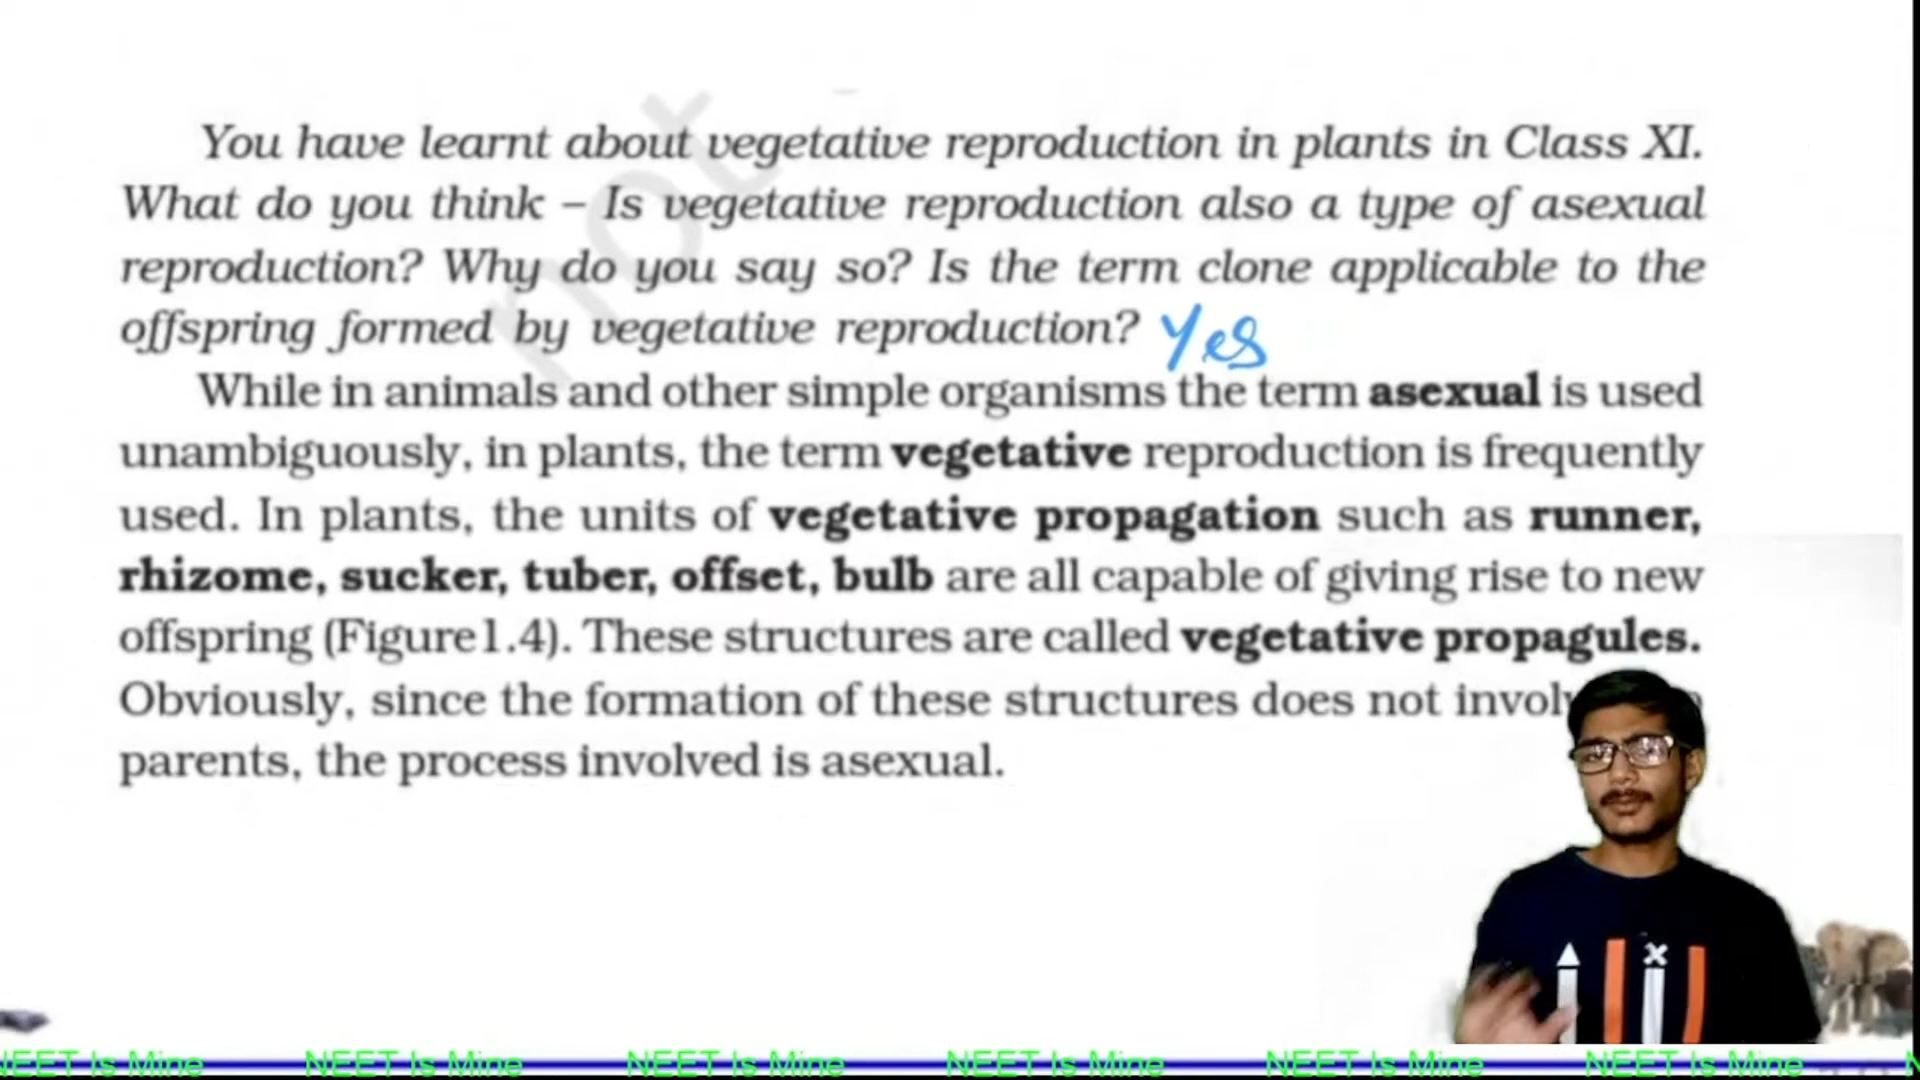 You have learnt about vegetative reproduction in plants in Class XI.
What do you think – Is vegetative reproduction also a type of asexual
reproduction? Why do you say so? Is the term clone applicable to the
offspring formed by vegetative reproduction? Yes
While in animals and other simple organisms the term asexual is used
unambiguously, in plants, the term vegetative reproduction is frequently
used. In plants, the units of vegetative propagation such as runner,
rhizome, sucker, tuber, offset, bulb are all capable of giving rise to new
offspring (Figure1.4). These structures are called vegetative propagules.
Obviously, since the formation of these structures does not
parents, the process involved is asexual.
not
NEET Is Mine NEET Is Mine NEET Is Mine NEET Is Mine NEET Is Mine NEET Is Mine